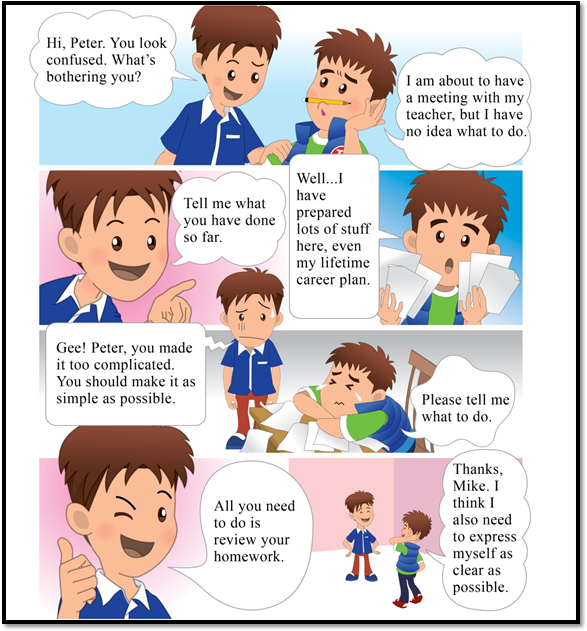 Hi, Peter. You look
confused. What's
bothering you?
I am about to have
a meeting with my
teacher, but I have
no idea what to do.
Tell me what
you have done
so far.
Well...I
have
prepared
lots of stuff
here, even
my lifetime
career plan.
Gee! Peter, you made
it too complicated.
You should make it as
simple as possible.
Please tell me
what to do.
All you need
to do is
review your
homework.
Thanks,
Mike. I
think I
also need
to express
myself as
clear as
possible.